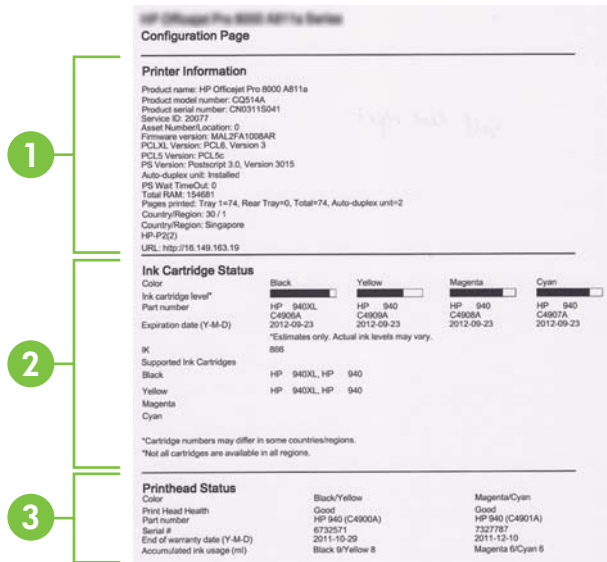 Configuration Page
Printer Information
Product name: HP Officejet Pro 8000 A811a
Product model number: CQ514A
Product serial number: CN0311S041
Service ID: 20077
Asset Number/Location: 0
Firmware version: MAL2FA1008AR
PCLXL Version: PCL6, Version 3
PCL5 Version: PCL5c
PS Version: Postscript 3.0, Version 3015
Auto-duplex unit: Installed
PS Wait TimeOut: 0
Total RAM: 154681
Pages printed: Tray 1=74, Rear Tray=0, Total=74, Auto-duplex unit=2
Country/Region: 30 / 1
Country/Region: Singapore
HP-P2(2)
URL: http://16.149.163.19
1
Ink Cartridge Status
Color Black Yellow Magenta Cyan
Ink cartridge level*
Part number HP 940XL HP 940 HP 940 HP 940
C4906A C4909A C4908A C4907A
Expiration date (Y-M-D) 2012-09-23 2012-09-23 2012-09-23 2012-09-23
*Estimates only. Actual ink levels may vary.
IK 866
Supported Ink Cartridges
Black HP 940XL, HP 940
Yellow HP 940XL, HP 940
Magenta
Cyan
*Cartridge numbers may differ in some countries/regions.
*Not all cartridges are available in all regions.
2
Printhead Status
Color Black/Yellow Magenta/Cyan
Print Head Health Good Good
Part number HP 940 (C4900A) HP 940 (C4901A)
Serial # 6732571 7327787
End of warranty date (Y-M-D) 2011-10-29 2011-12-10
Accumulated ink usage (ml) Black 9/Yellow 8 Magenta 6/Cyan 6
3